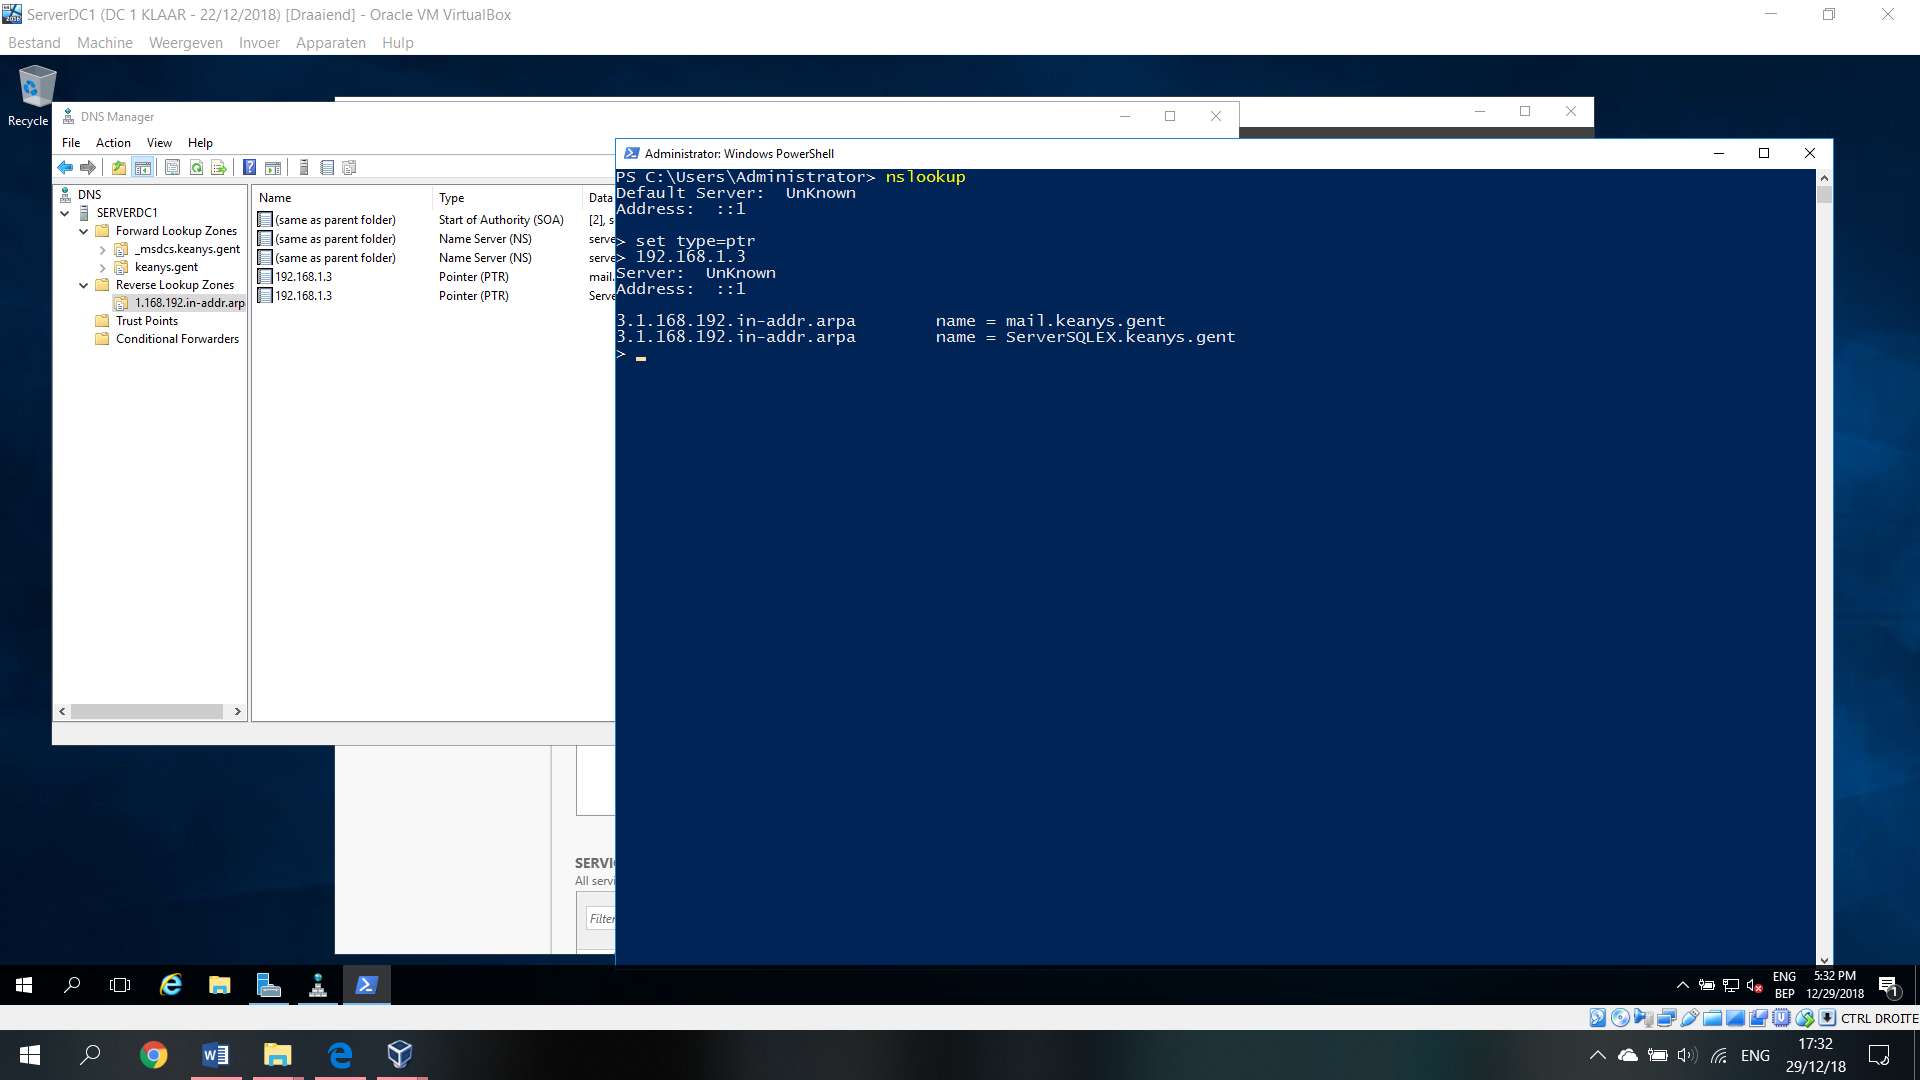 ServerDC1 (DC 1 KLAAR - 22/12/2018) [Draaiend] - Oracle VM VirtualBox
Bestand Machine Weergeven Invoer Apparaten Hulp
Recycle
DNS Manager
File Action View Help
DNS
SERVERDC1
Forward Lookup Zones
_msdcs.keanys.gent
keanys.gent
Reverse Lookup Zones
1.168.192.in-addr.arp
Trust Points
Conditional Forwarders
Name Type Data
(same as parent folder) Start of Authority (SOA) [2], s
(same as parent folder) Name Server (NS) serve
(same as parent folder) Name Server (NS) serve
192.168.1.3 Pointer (PTR) mail.
192.168.1.3 Pointer (PTR) Serve
Administrator: Windows PowerShell
PS C:\Users\Administrator> nslookup
Default Server:  UnKnown
Address:  ::1
> set type=ptr
> 192.168.1.3
Server:  UnKnown
Address:  ::1
3.1.168.192.in-addr.arpa        name = mail.keanys.gent
3.1.168.192.in-addr.arpa        name = ServerSQLEX.keanys.gent
>
SERVIC
All servi
Filter
ENG
BEP
5:32 PM
12/29/2018
1
CTRL DROITE
ENG
17:32
29/12/18